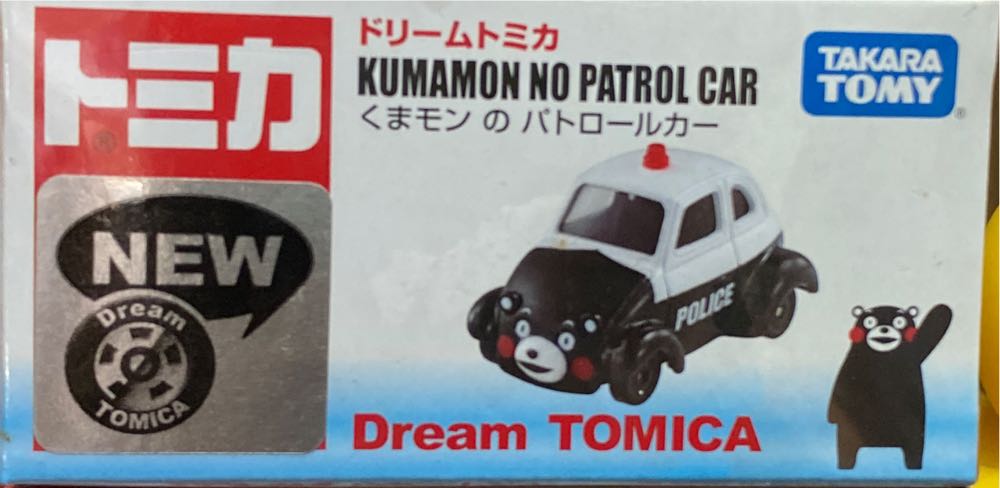 トミカ®
NEW
Dream
TOMICA
ドリームトミカ
KUMAMON NO PATROL CAR
くまモン の パトロールカー
TAKARA
TOMY®
POLICE
Dream TOMICA